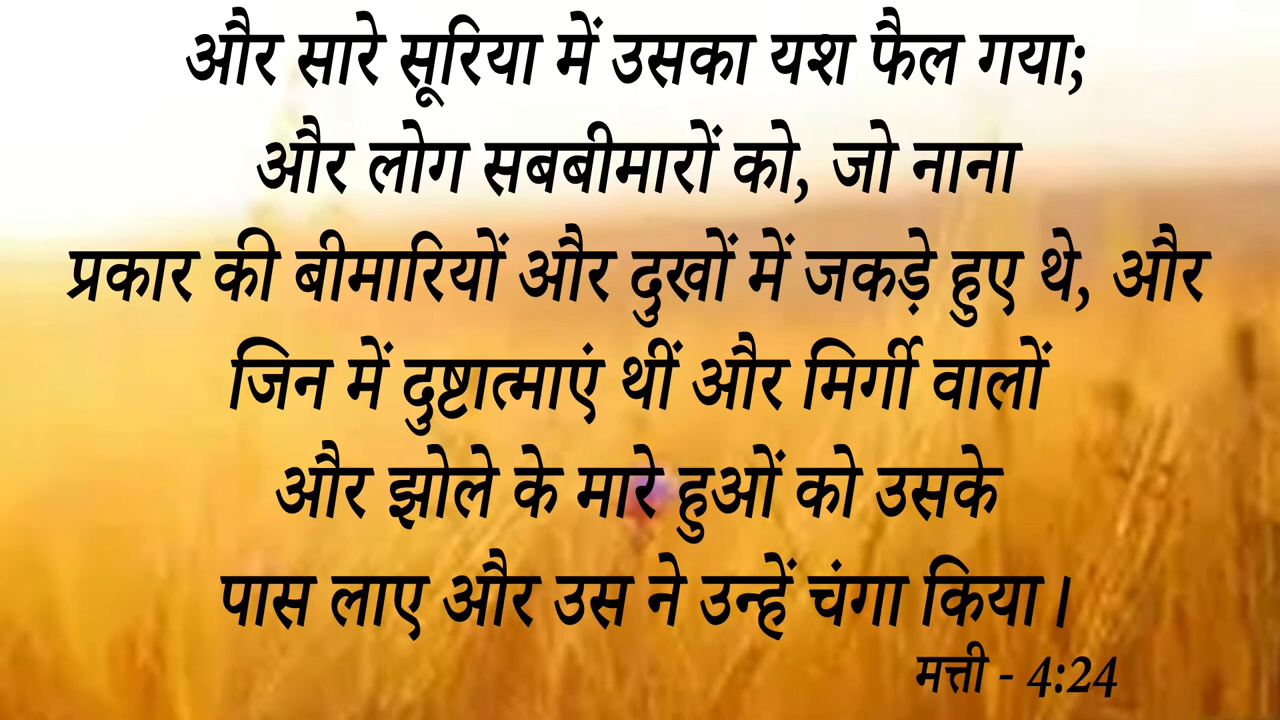 और सारे सूरिया में उसका यश फैल गया;
और लोग सबबीमारों को, जो नाना
प्रकार की बीमारियों और दुखों में जकड़े हुए थे, और
जिन में दुष्टात्माएं थीं और मिर्गी वालों
और झोले के मारे हुओं को उसके
पास लाए और उस ने उन्हें चंगा किया।
मत्ती - 4:24